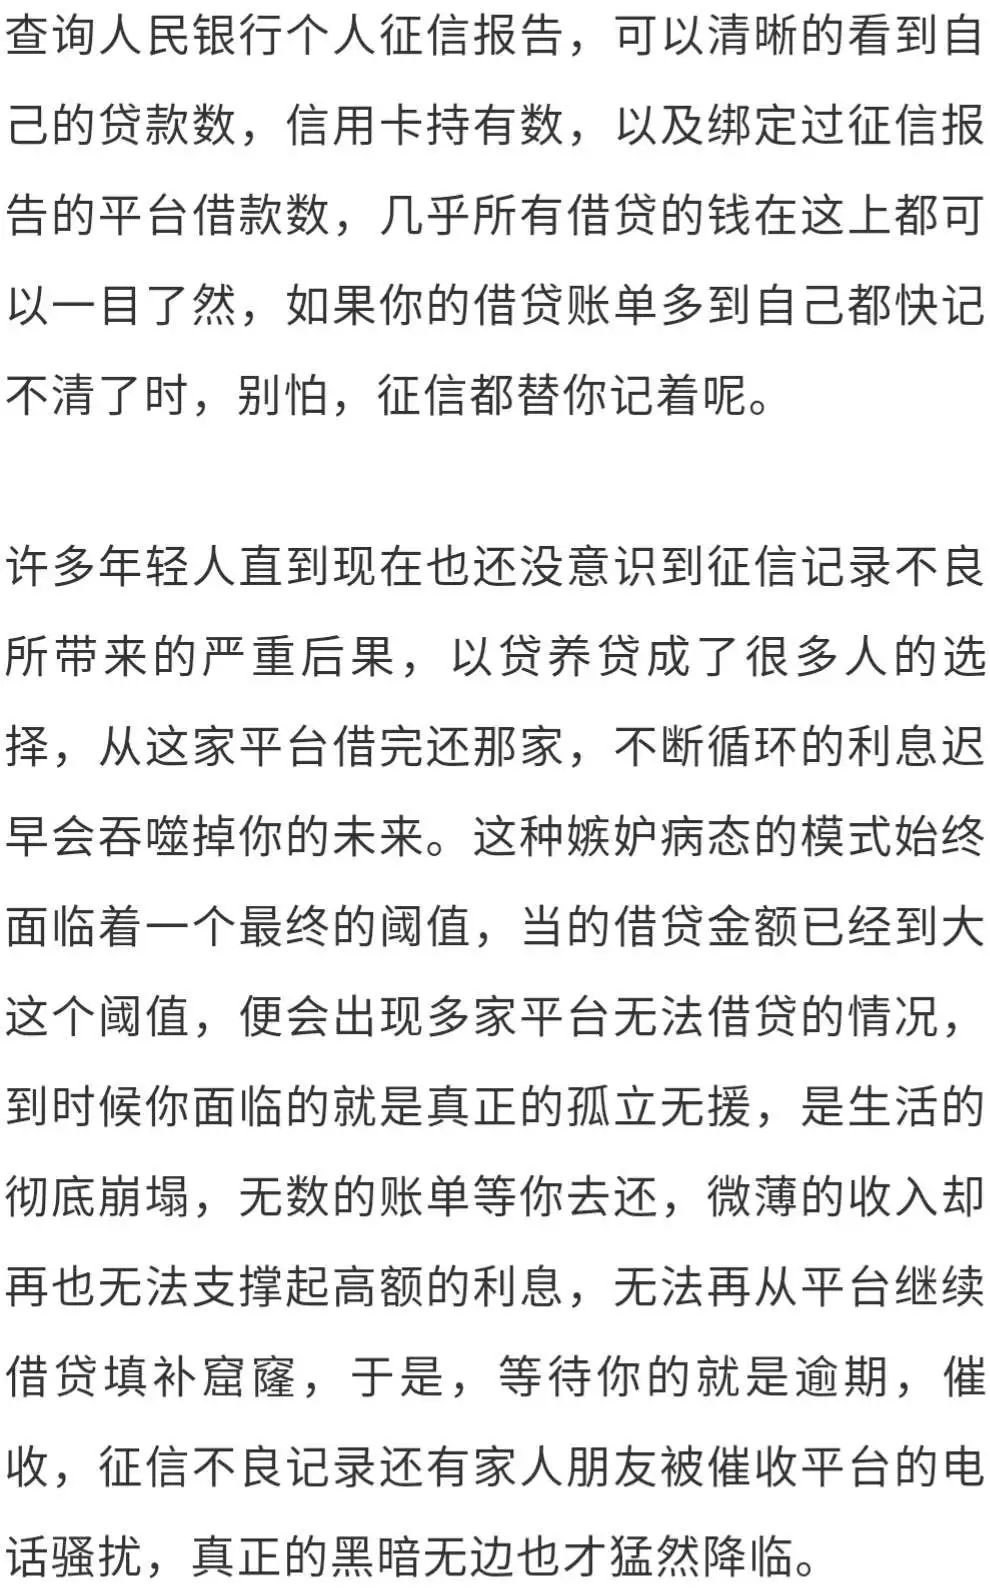 查询人民银行个人征信报告，可以清晰的看到自
己的贷款数，信用卡持有数，以及绑定过征信报
告的平台借款数，几乎所有借贷的钱在这上都可
以一目了然，如果你的借贷账单多到自己都快记
不清了时，别怕，征信都替你记着呢。
许多年轻人直到现在也还没意识到征信记录不良
所带来的严重后果，以贷养贷成了很多人的选
择，从这家平台借完还那家，不断循环的利息迟
早会吞噬掉你的未来。这种嫉妒病态的模式始终
面临着一个最终的阈值，当的借贷金额已经到大
这个阈值，便会出现多家平台无法借贷的情况，
到时候你面临的就是真正的孤立无援，是生活的
彻底崩塌，无数的账单等你去还，微薄的收入却
再也无法支撑起高额的利息，无法再从平台继续
借贷填补窟窿，于是，等待你的就是逾期，催
收，征信不良记录还有家人朋友被催收平台的电
话骚扰，真正的黑暗无边也才猛然降临。